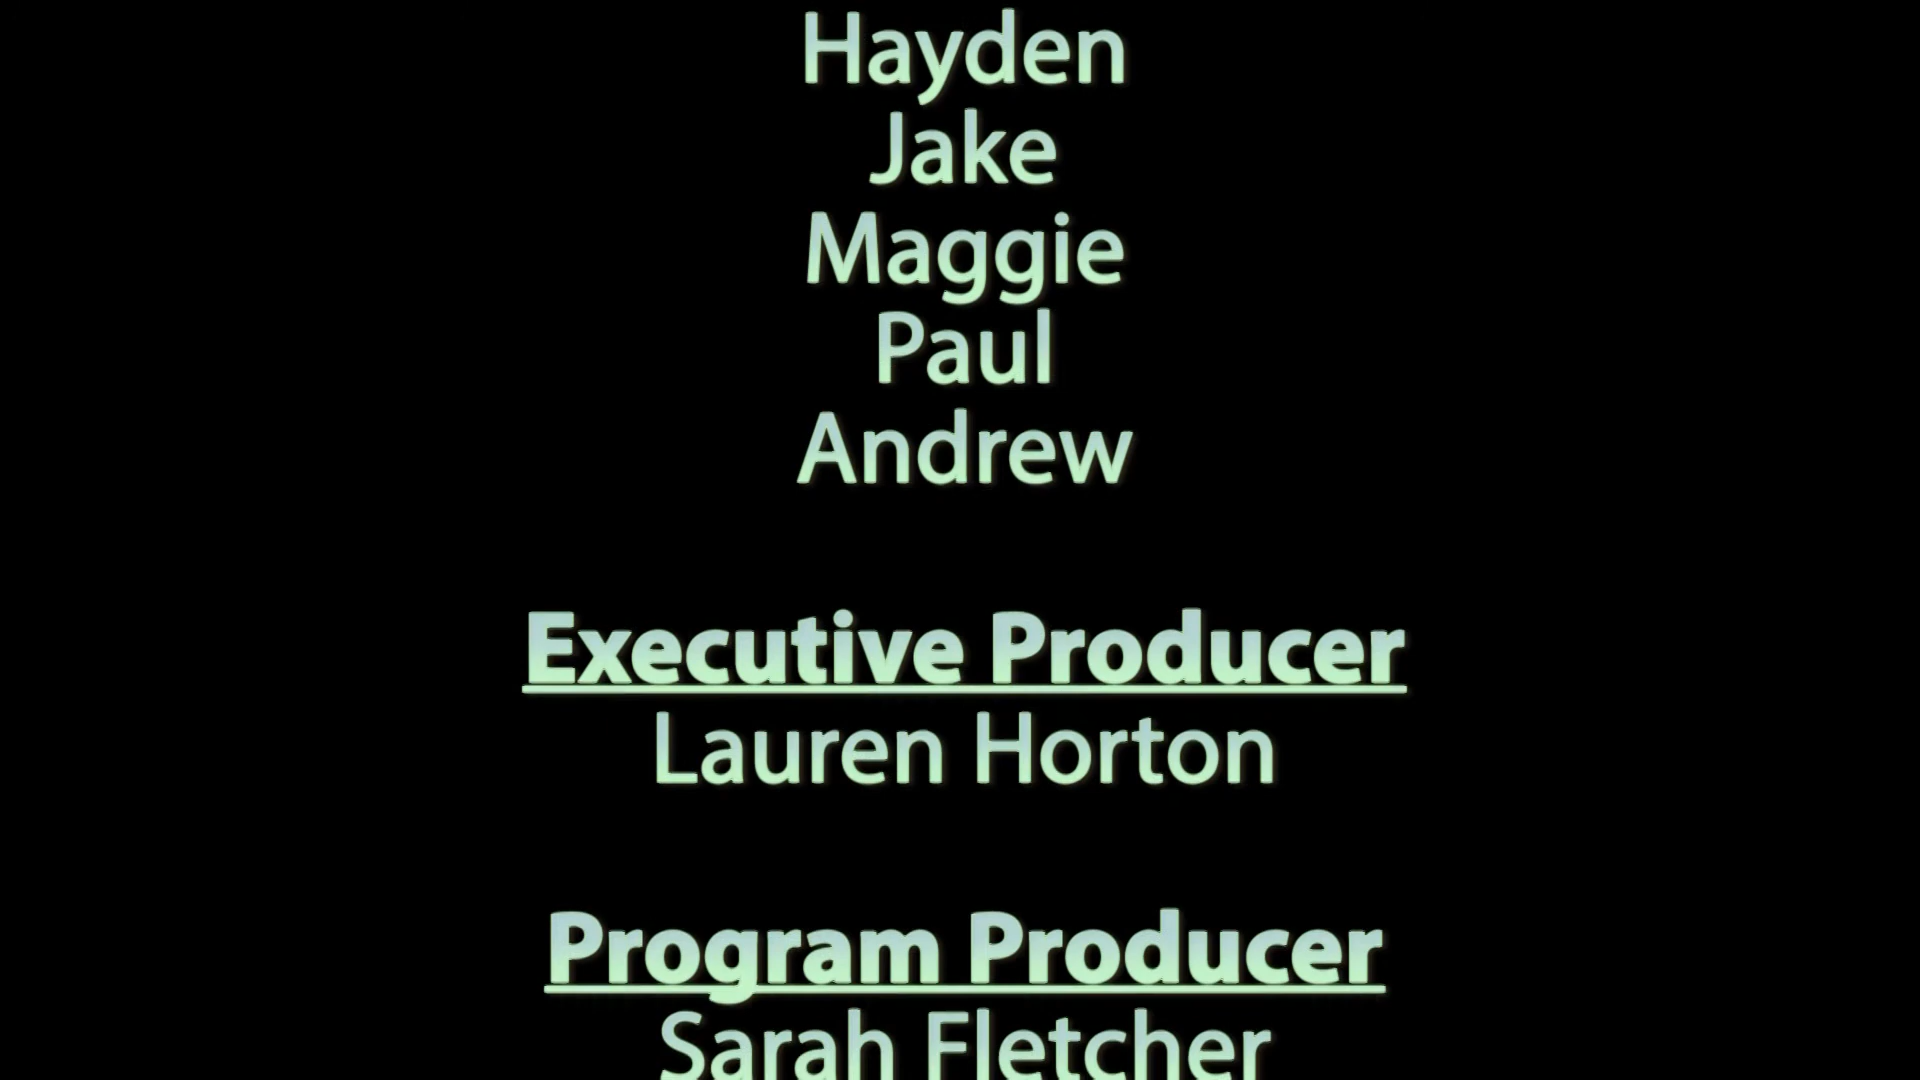 Hayden
Jake
Maggie
Paul
Andrew
Executive Producer
Lauren Horton
Program Producer
Sarah Fletcher